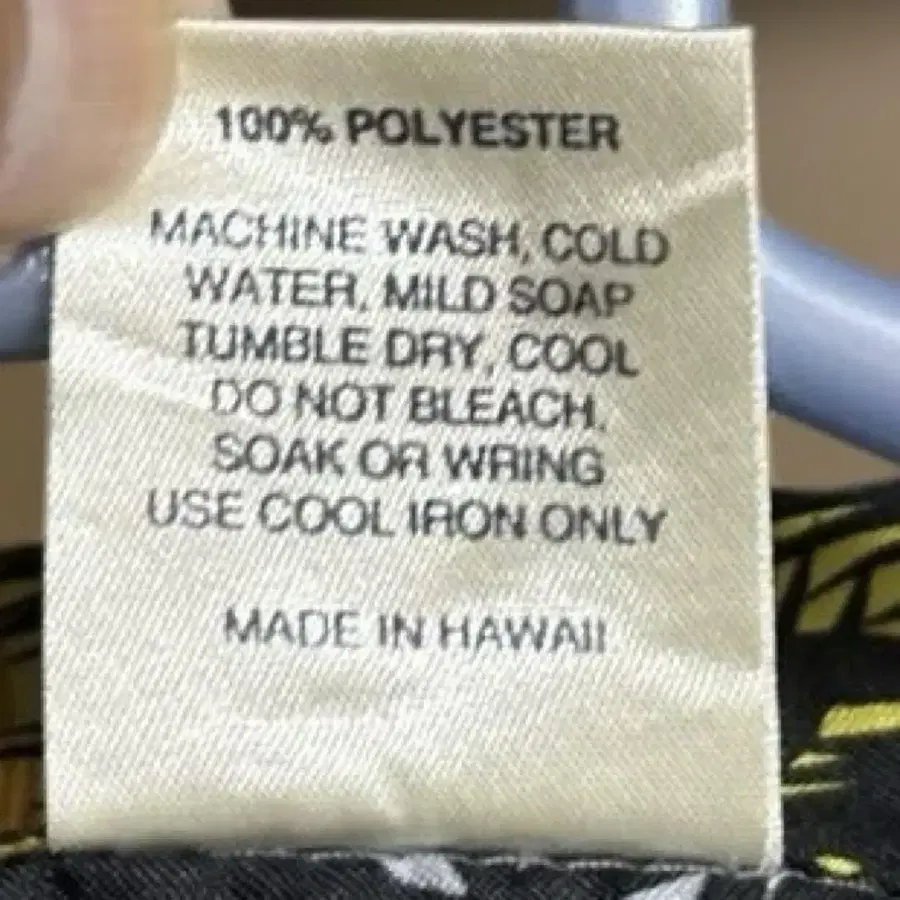 100% POLYESTER
MACHINE WASH, COLD
WATER, MILD SOAP
TUMBLE DRY, COOL
DO NOT BLEACH,
SOAK OR WRING
USE COOL IRON ONLY
MADE IN HAWAII